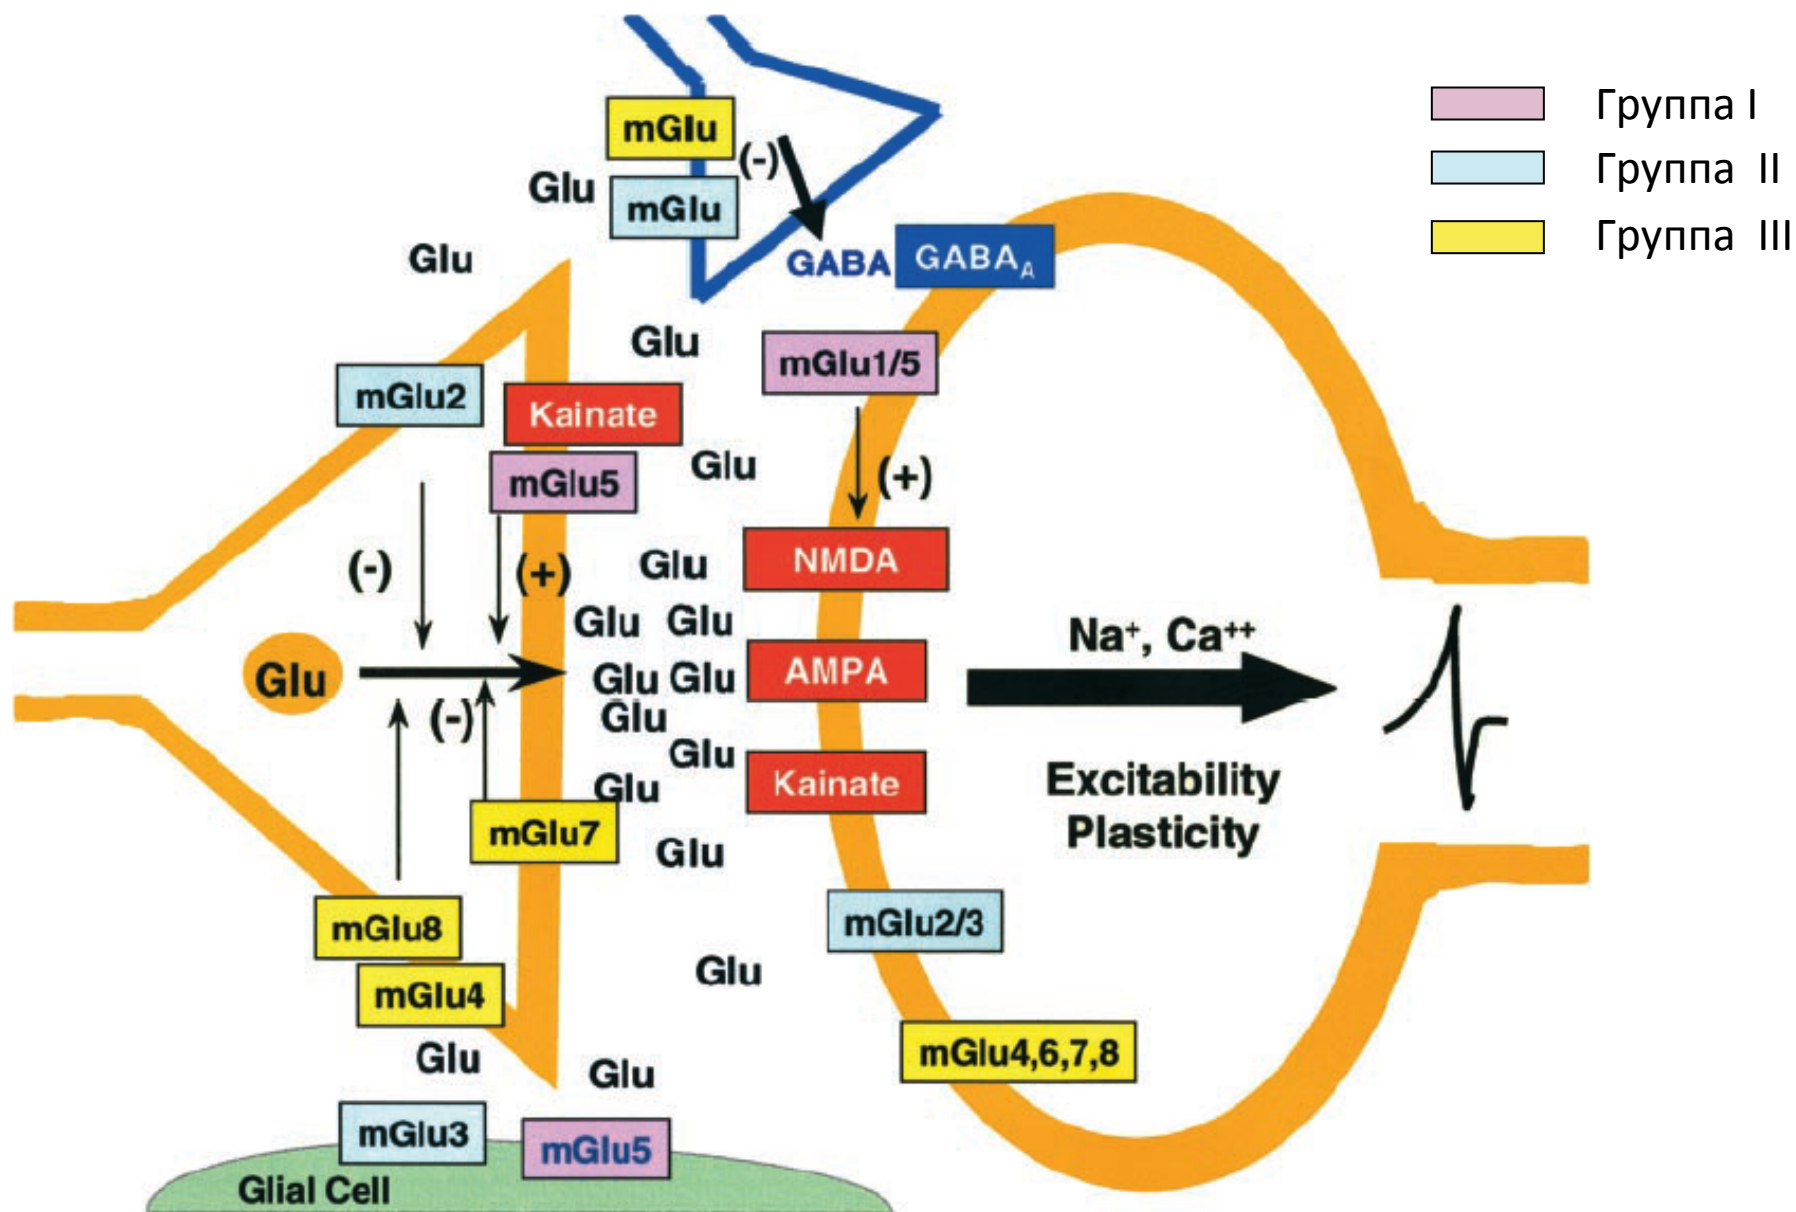 mGlu
(-)
Glu
mGlu
Glu
GABA
GABAA
Группа I
Группа II
Группа III
Glu
mGlu1/5
mGlu2
Kainate
Glu
mGlu5
(+)
(-)
(+)
Glu
NMDA
Glu Glu
Glu
Glu Glu
AMPA
Na+, Ca++
(-)
Glu
Glu
Kainate
Glu
Excitability
Plasticity
mGlu7
Glu
mGlu8
mGlu2/3
mGlu4
Glu
mGlu4,6,7,8
Glu
Glu
mGlu3
mGlu5
Glial Cell